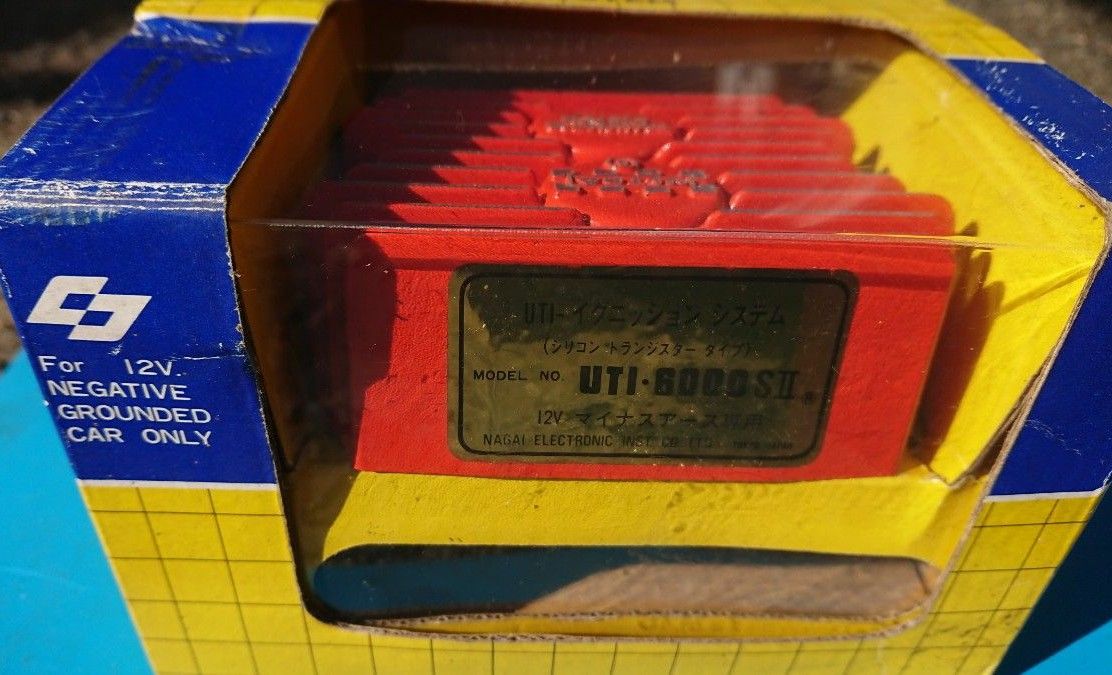 For 12V.
NEGATIVE
GROUNDED
CAR ONLY
UTI-イグニッション システム
(シリコン トランジスター タイプ)
MODEL NO. UTI·6000SII®
12V マイナスアース専用
NAGAI ELECTRONIC INST. CO. LTD. TOKYO JAPAN